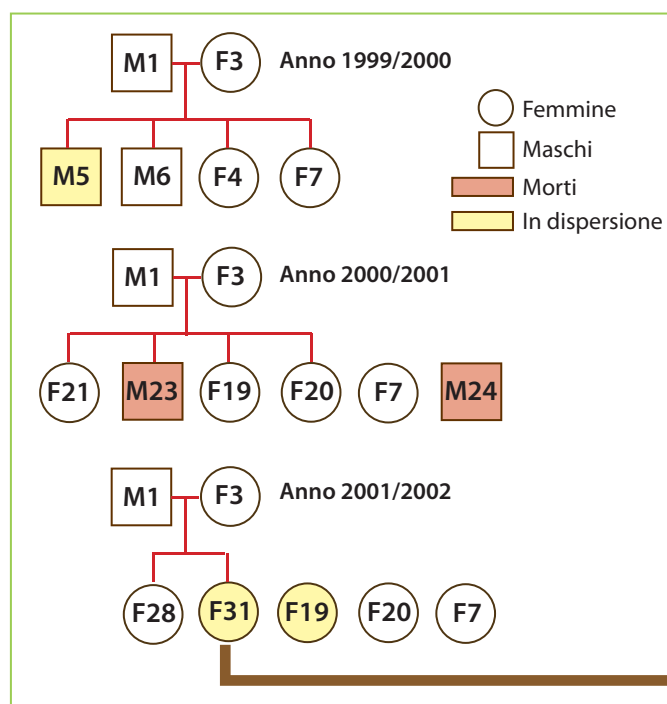 M1 F3 Anno 1999/2000
Femmine
Maschi
Morti
In dispersione
M5 M6 F4 F7
M1 F3 Anno 2000/2001
F21 M23 F19 F20 F7 M24
M1 F3 Anno 2001/2002
F28 F31 F19 F20 F7